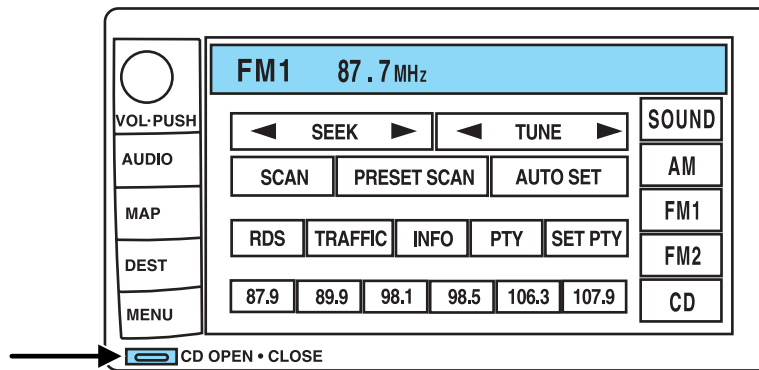 FM1 87.7 MHz
VOL•PUSH
AUDIO
MAP
DEST
MENU
◄ SEEK ► ◄ TUNE ►
SCAN PRESET SCAN AUTO SET
RDS TRAFFIC INFO PTY SET PTY
87.9 89.9 98.1 98.5 106.3 107.9
SOUND
AM
FM1
FM2
CD
CD OPEN • CLOSE